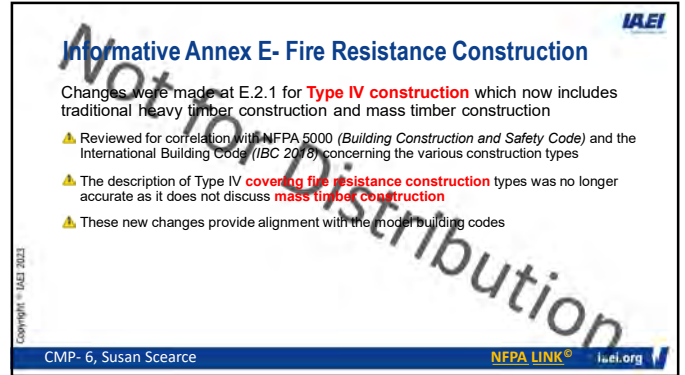 IAEI
Informative Annex E- Fire Resistance Construction
Changes were made at E.2.1 for Type IV construction which now includes
traditional heavy timber construction and mass timber construction
Reviewed for correlation with NFPA 5000 (Building Construction and Safety Code) and the
International Building Code (IBC 2018) concerning the various construction types
The description of Type IV covering fire resistance construction types was no longer
accurate as it does not discuss mass timber construction
These new changes provide alignment with the model building codes
Not for Distribution
Copyright © IAEI 2023
CMP- 6, Susan Scearce
NFPA LINK©
iaei.org